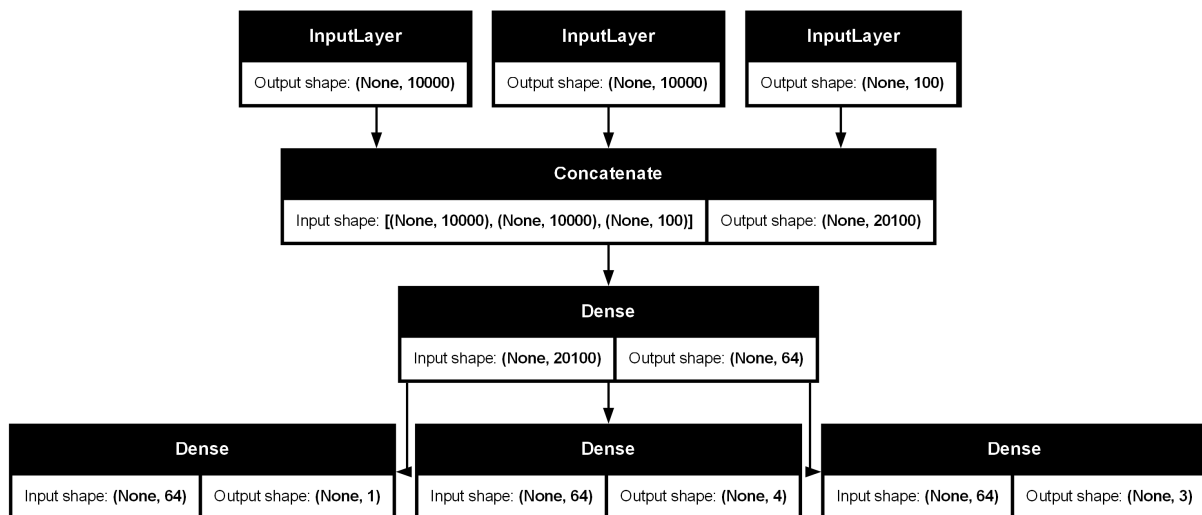 InputLayer
Output shape: (None, 10000)
InputLayer
Output shape: (None, 10000)
InputLayer
Output shape: (None, 100)
Concatenate
Input shape: [(None, 10000), (None, 10000), (None, 100)]
Output shape: (None, 20100)
Dense
Input shape: (None, 20100)
Output shape: (None, 64)
Dense
Input shape: (None, 64)
Output shape: (None, 1)
Dense
Input shape: (None, 64)
Output shape: (None, 4)
Dense
Input shape: (None, 64)
Output shape: (None, 3)